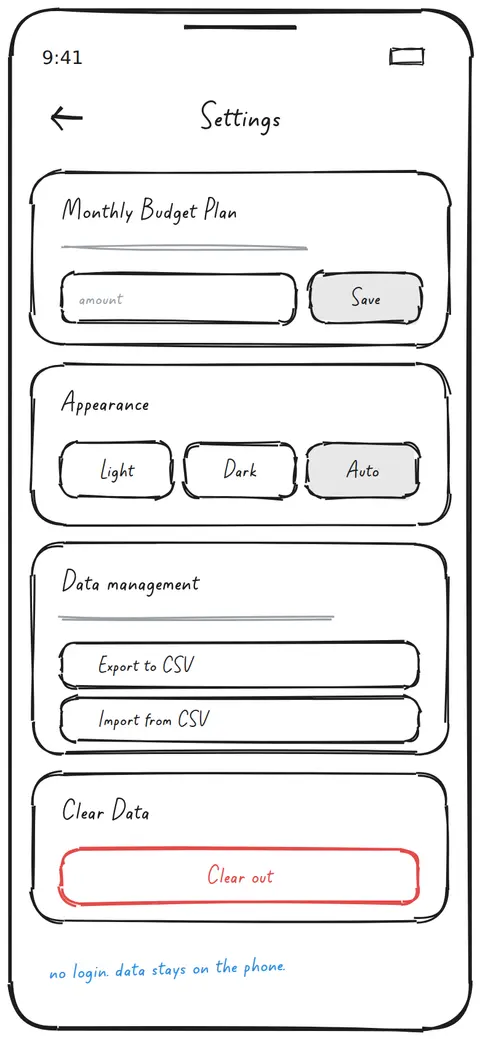 9:41
Settings
Monthly Budget Plan
amount
Save
Appearance
Light
Dark
Auto
Data management
Export to CSV
Import from CSV
Clear Data
Clear out
no login. data stays on the phone.